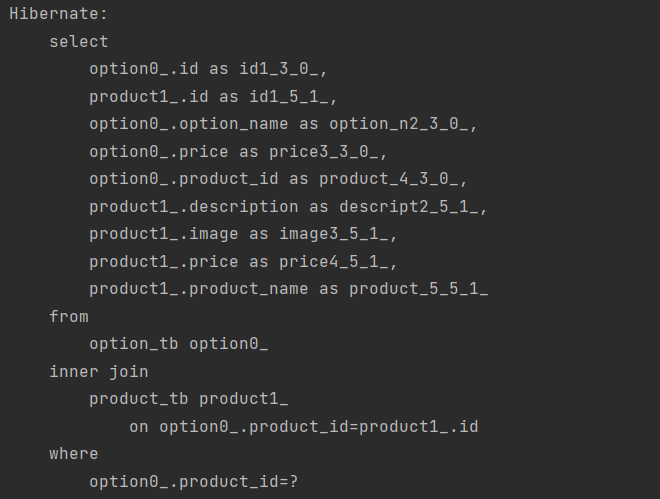 Hibernate:
    select
        option0_.id as id1_3_0_,
        product1_.id as id1_5_1_,
        option0_.option_name as option_n2_3_0_,
        option0_.price as price3_3_0_,
        option0_.product_id as product_4_3_0_,
        product1_.description as descript2_5_1_,
        product1_.image as image3_5_1_,
        product1_.price as price4_5_1_,
        product1_.product_name as product_5_5_1_
    from
        option_tb option0_
    inner join
        product_tb product1_
            on option0_.product_id=product1_.id
    where
        option0_.product_id=?